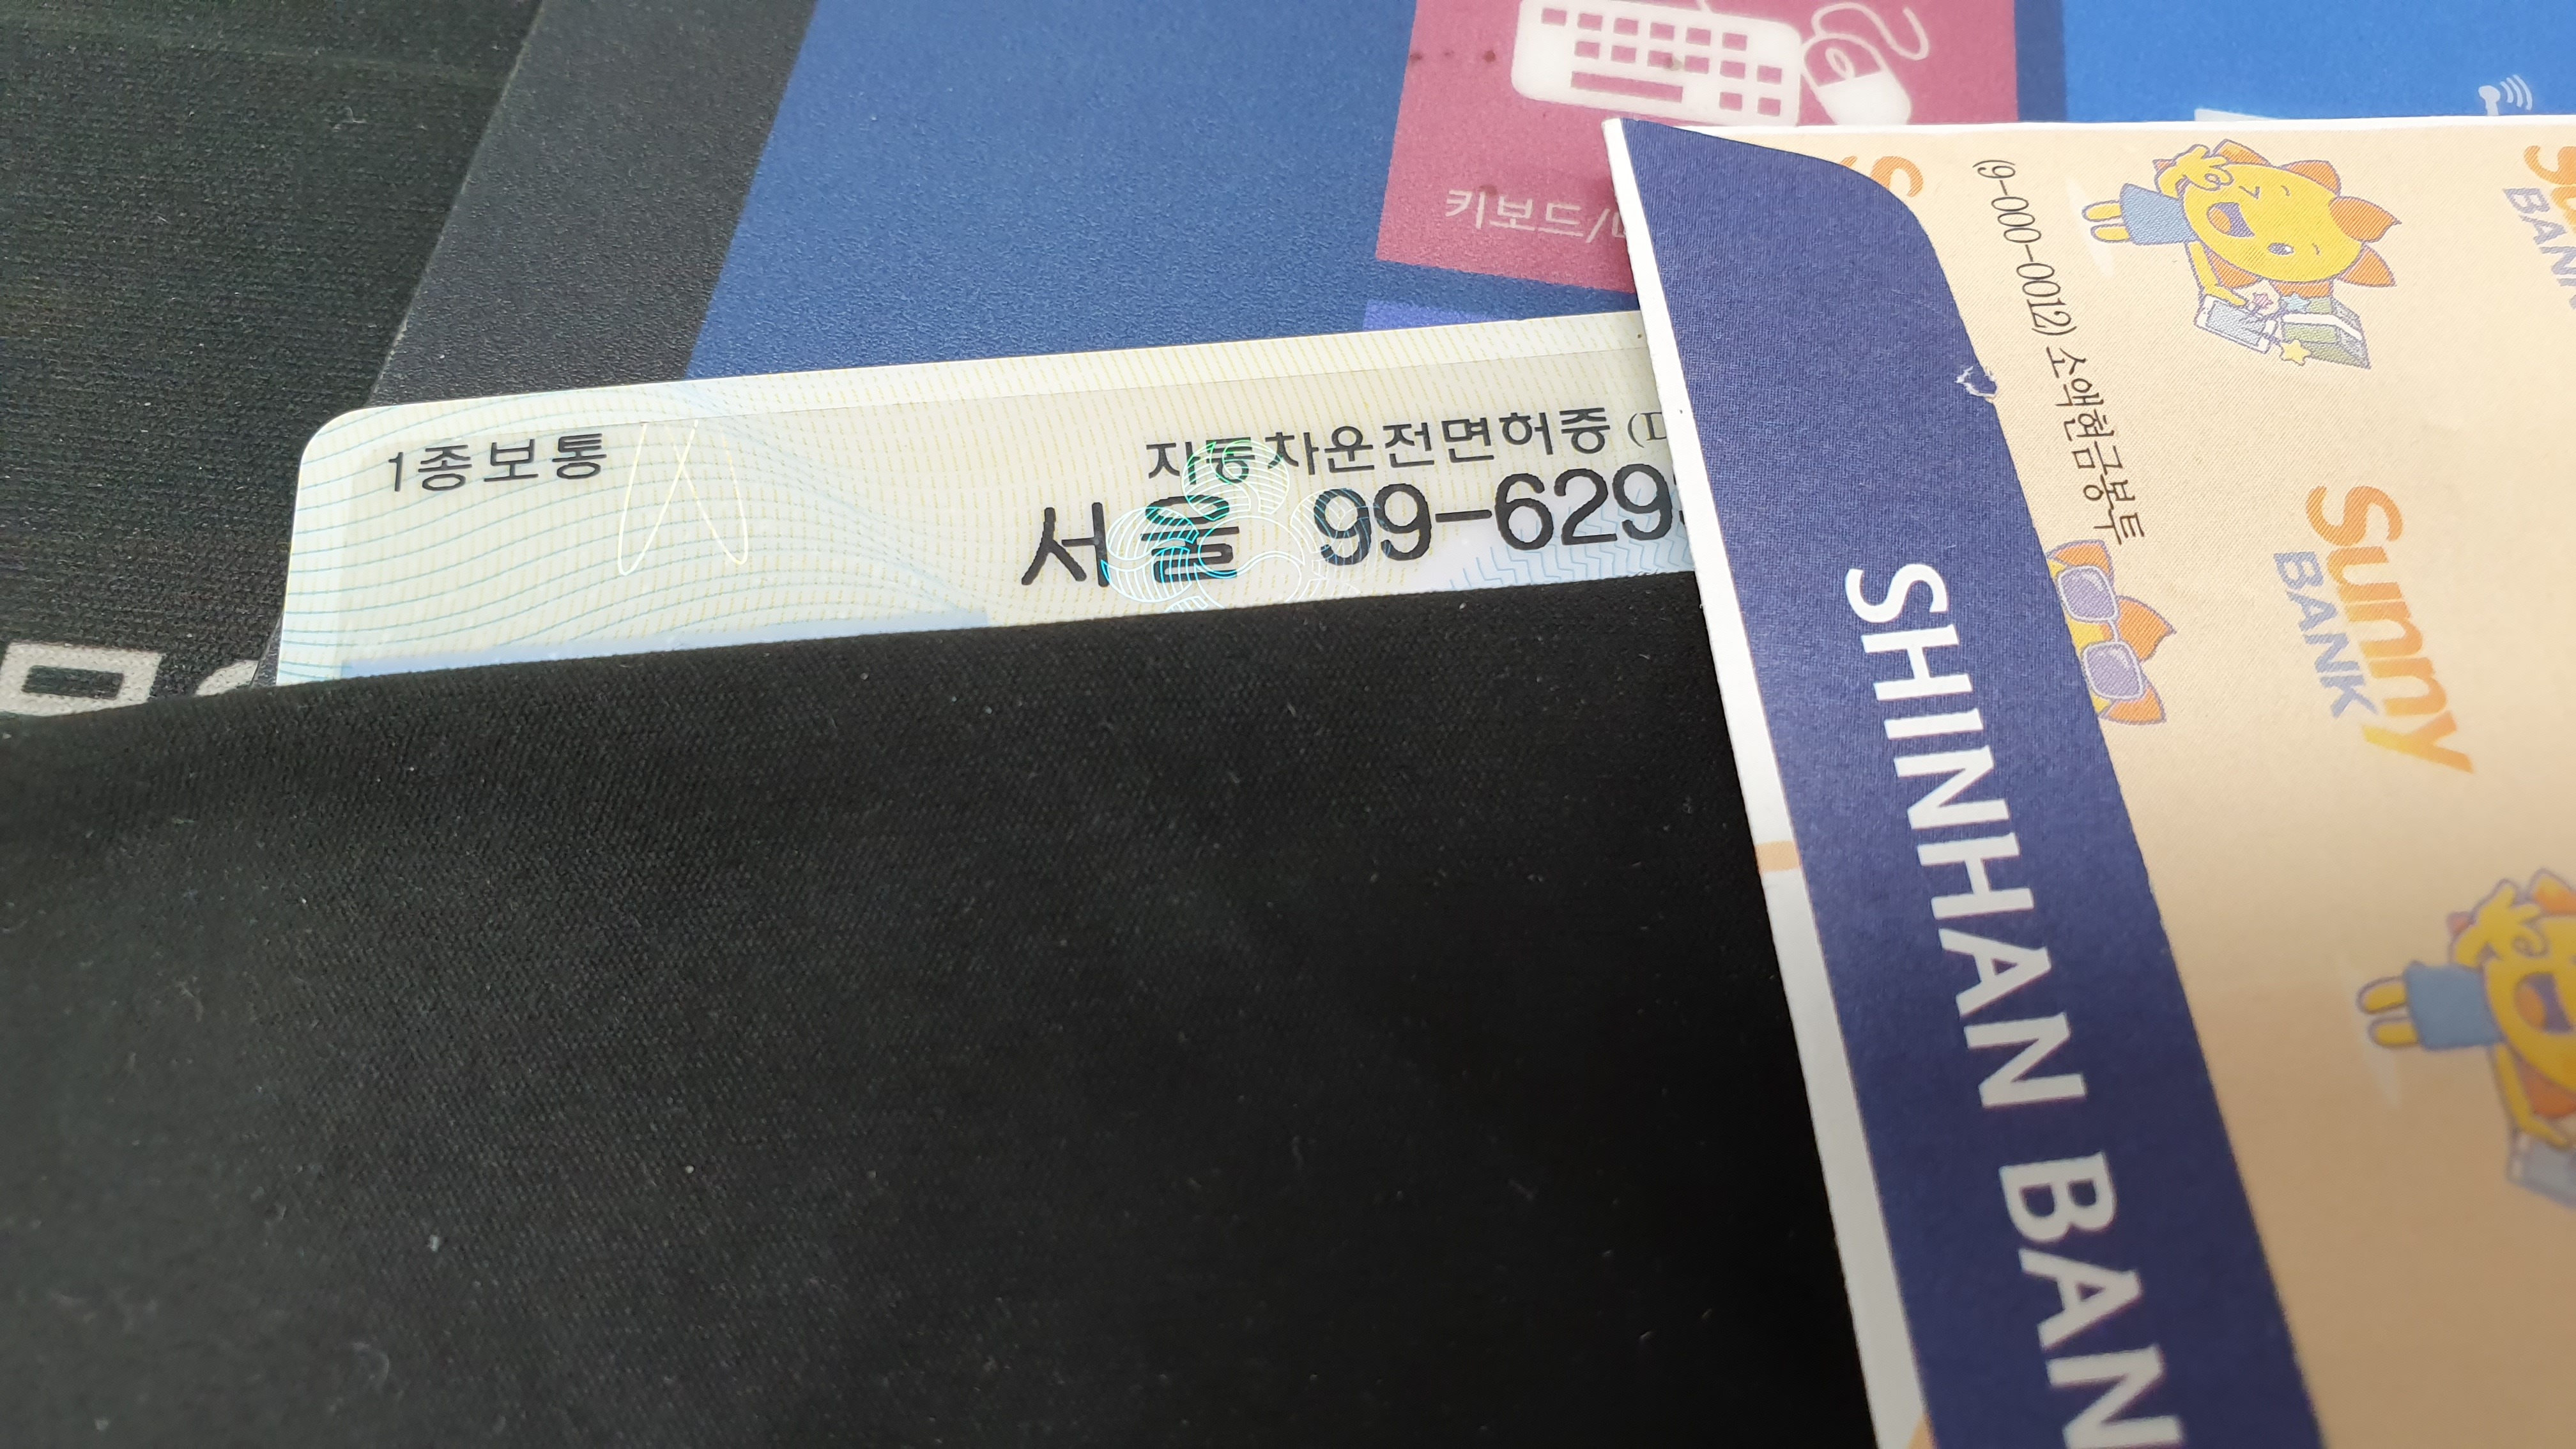 키보드/
1종보통
자동차운전면허증
서울 99-629
(9-000-0012) 소액현금봉투
SHINHAN BAN
Sunny
BANK